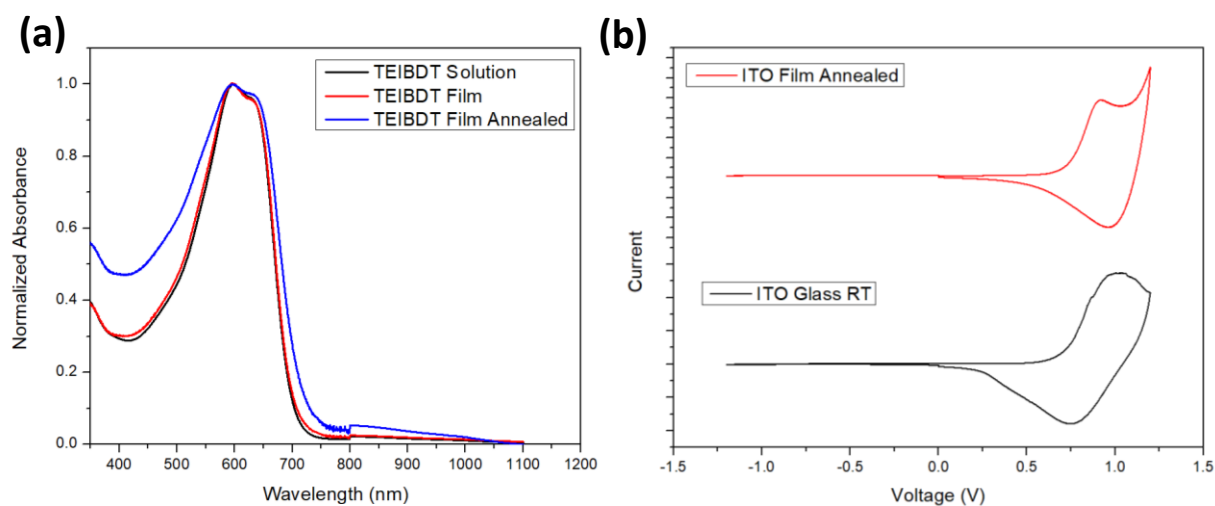 (a)
TEIBDT Solution
TEIBDT Film
TEIBDT Film Annealed
1.0
0.8
0.6
0.4
0.2
0.0
Normalized Absorbance
400 500 600 700 800 900 1000 1100 1200
Wavelength (nm)
(b)
ITO Film Annealed
ITO Glass RT
Current
-1.5 -1.0 -0.5 0.0 0.5 1.0 1.5
Voltage (V)